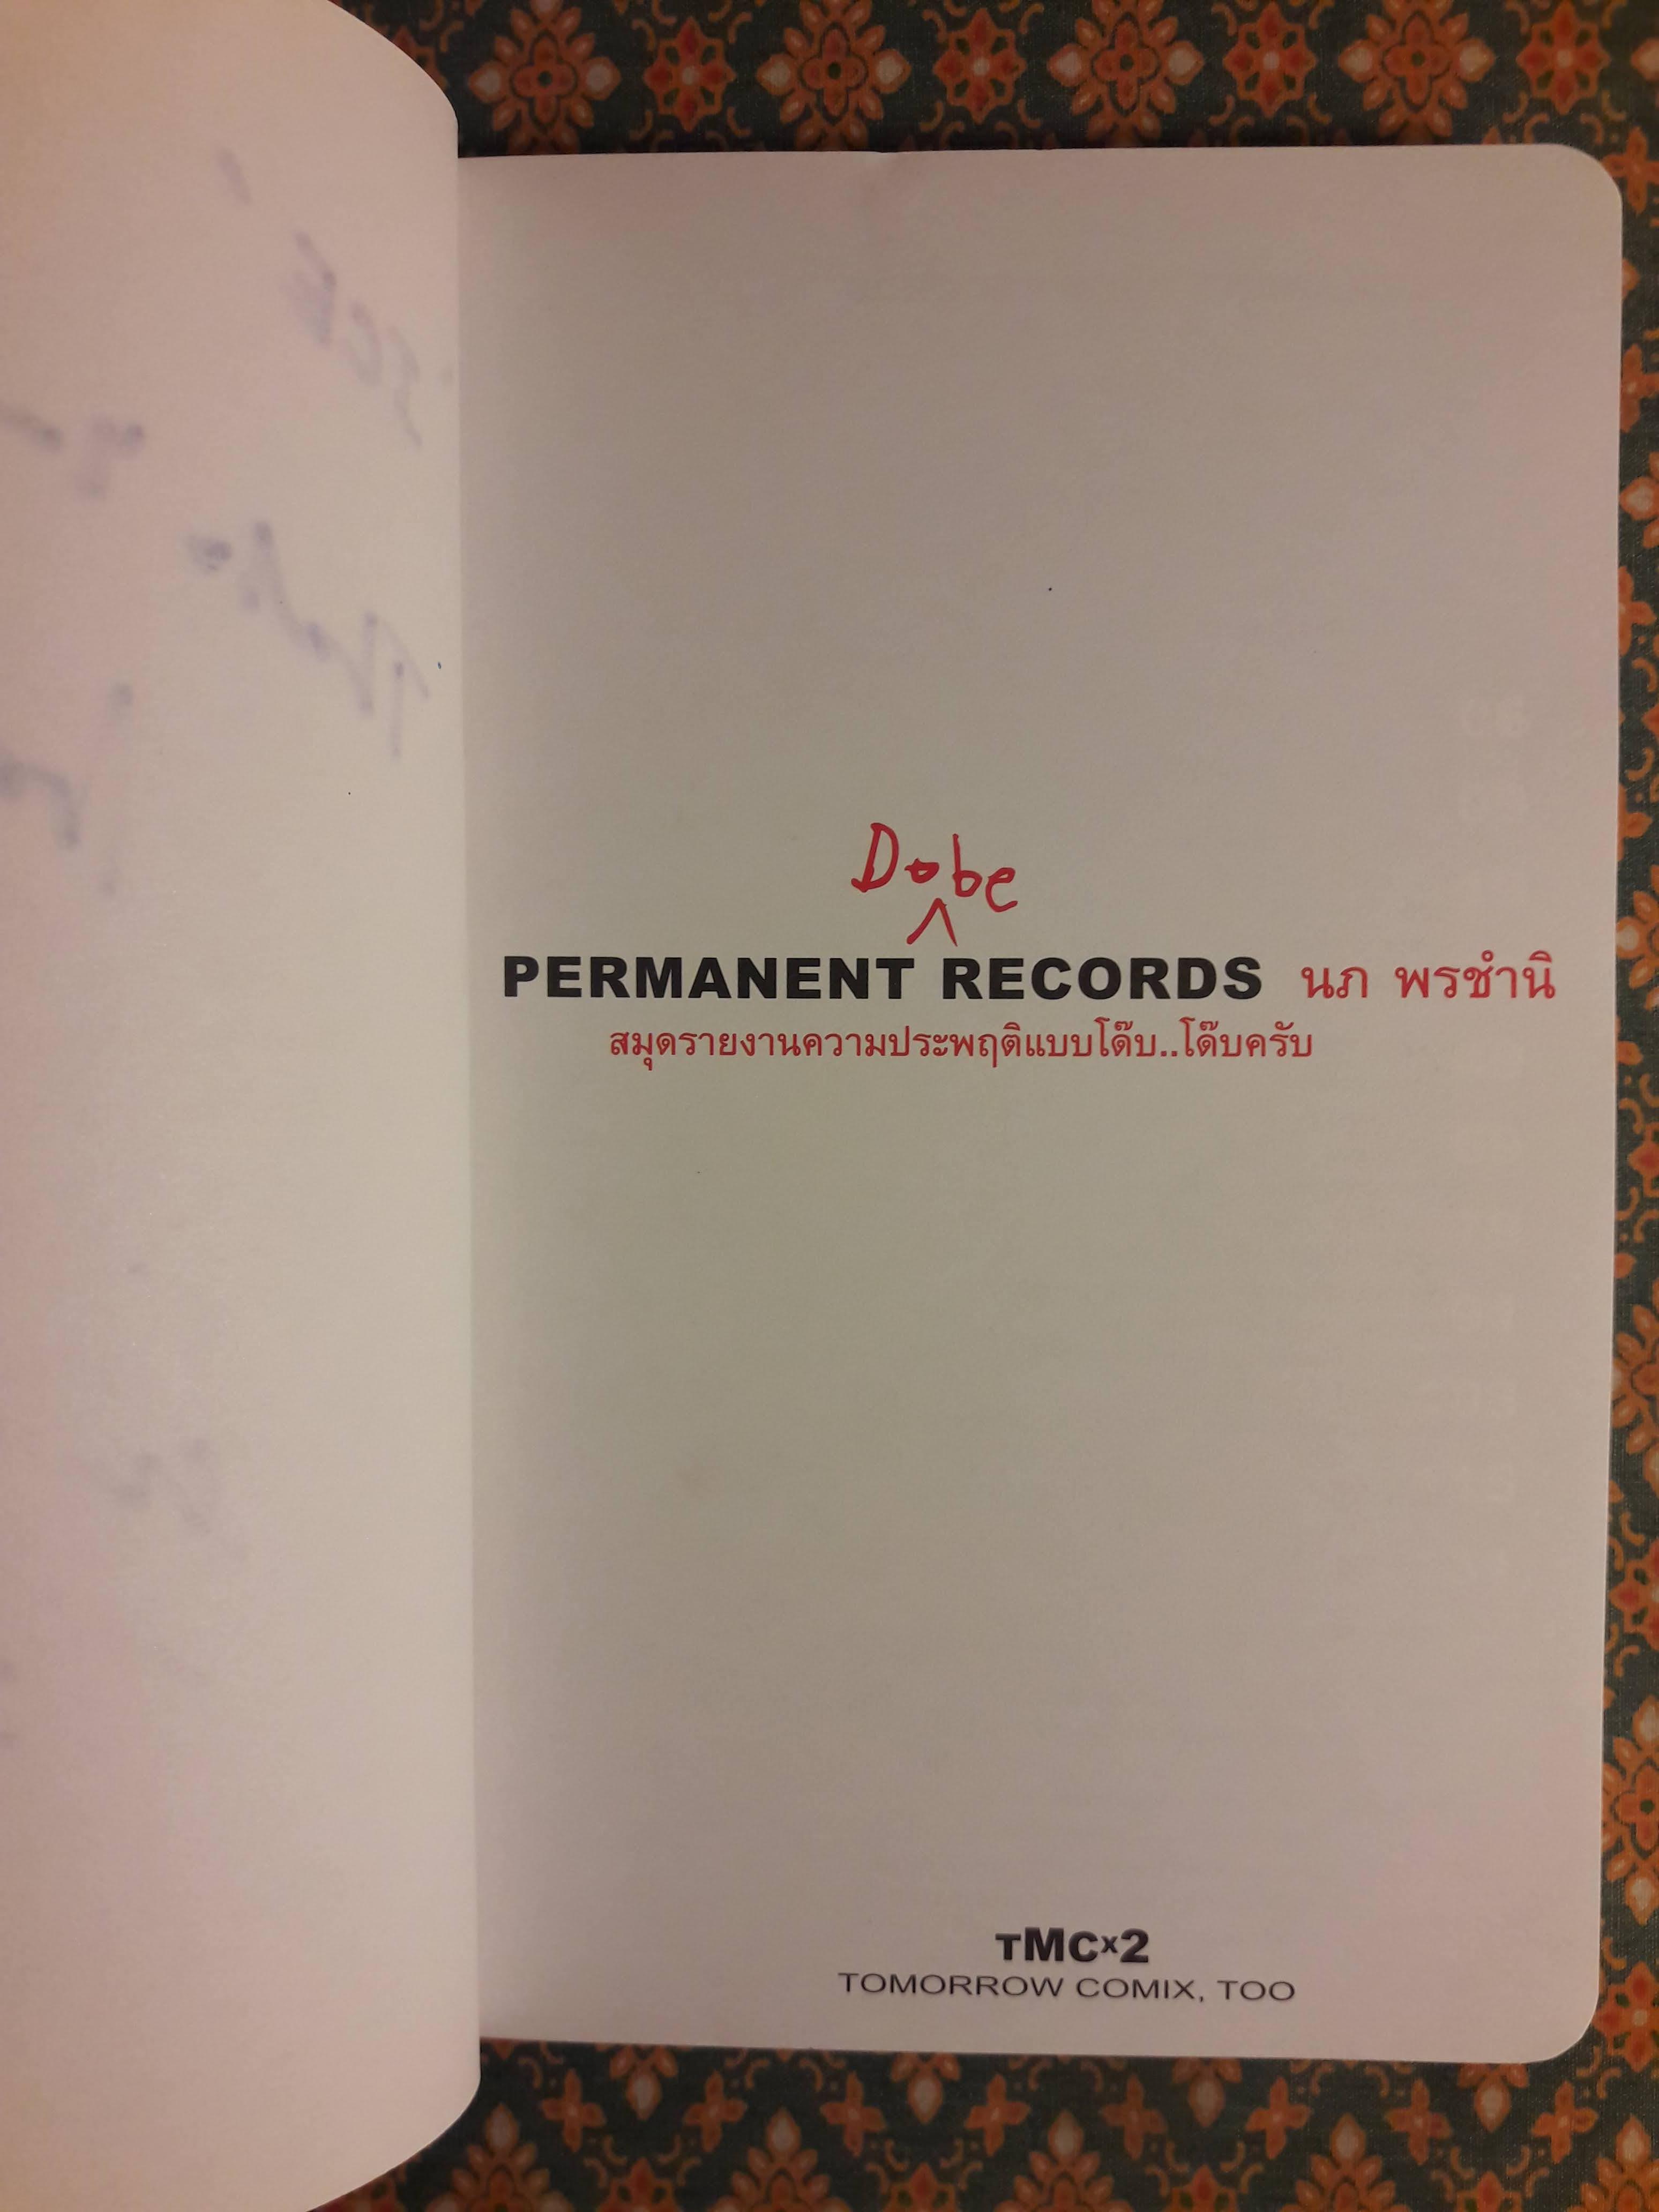 Dobe
^
PERMANENT RECORDS นภ พรชำนิ
สมุดรายงานความประพฤติแบบโด๊บ..โด๊บครับ
TMCx2
TOMORROW COMIX, TOO